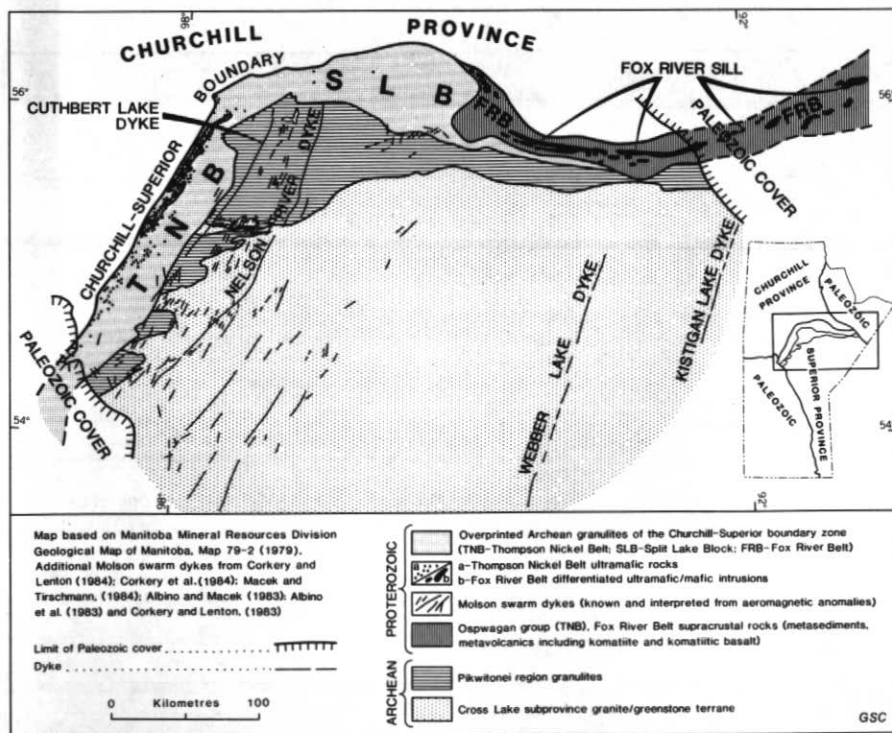 CHURCHILL PROVINCE
98°
92°
BOUNDARY
S L B
FOX RIVER SILL
56°
56°
CUTHBERT LAKE
DYKE
FRB
FRB
PALEOZOIC COVER
CHURCHILL-SUPERIOR
T N B
NELSON RIVER DYKE
WEBBER LAKE DYKE
KISTIGAN LAKE DYKE
PALEOZOIC COVER
54°
54
98°
92°
CHURCHILL
PROVINCE
PALEOZOIC
SUPERIOR PROVINCE
PALEOZOIC
Map based on Manitoba Mineral Resources Division
Geological Map of Manitoba, Map 79-2 (1979).
Additional Molson swarm dykes from Corkery and
Lenton (1984); Corkery et al. (1984); Macek and
Tirschmann, (1984); Albino and Macek (1983); Albino
et al. (1983) and Corkery and Lenton, (1983)
Limit of Paleozoic cover
Dyke
0 Kilometres 100
PROTEROZOIC
Overprinted Archean granulites of the Churchill-Superior boundary zone
(TNB-Thompson Nickel Belt; SLB-Split Lake Block; FRB-Fox River Belt)
a b
a-Thompson Nickel Belt ultramafic rocks
b-Fox River Belt differentiated ultramafic/mafic intrusions
Molson swarm dykes (known and interpreted from aeromagnetic anomalies)
Ospwagan group (TNB), Fox River Belt supracrustal rocks (metasediments,
metavolcanics including komatiite and komatiitic basalt)
ARCHEAN
Pikwitonei region granulites
Cross Lake subprovince granite/greenstone terrane
GSC